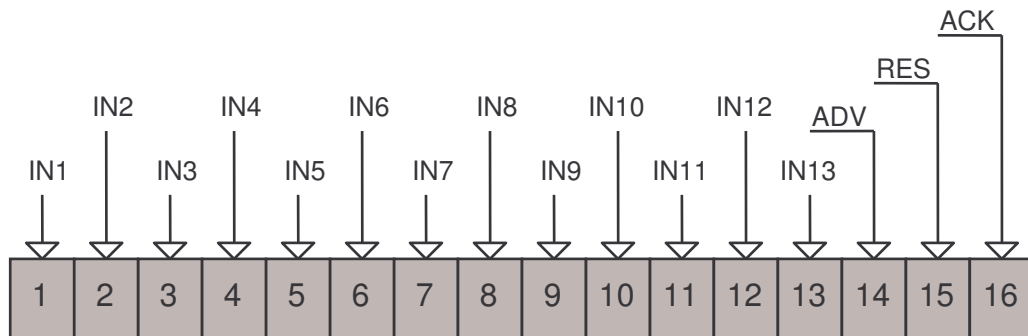 ACK
RES
IN2 IN4 IN6 IN8 IN10 IN12 ADV
IN1 IN3 IN5 IN7 IN9 IN11 IN13
1 2 3 4 5 6 7 8 9 10 11 12 13 14 15 16